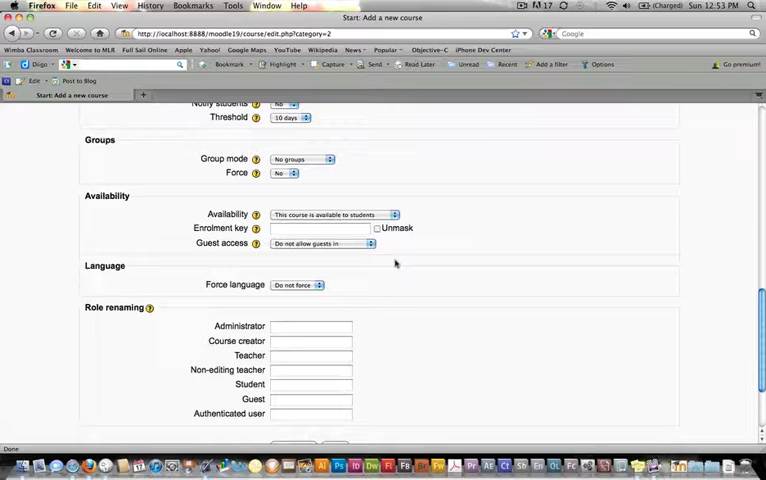 Firefox File Edit View History Bookmarks Tools Window Help 17 (Charged) Sun 12:53 PM
Start: Add a new course
http://localhost:8888/moodle19/course/edit.php?category=2 Google
Wimba Classroom Welcome to MLR Full Sail Online Apple Yahoo! Google Maps YouTube Wikipedia News Popular Objective-C iPhone Dev Center
Diigo Bookmark Highlight Capture Send Read Later Unread Recent Add a filter Options Go premium!
Edit Post to Blog
Start: Add a new course
Notify students No
Threshold 10 days
Groups
Group mode No groups
Force No
Availability
Availability This course is available to students
Enrolment key Unmask
Guest access Do not allow guests in
Language
Force language Do not force
Role renaming
Administrator
Course creator
Teacher
Non-editing teacher
Student
Guest
Authenticated user
Done